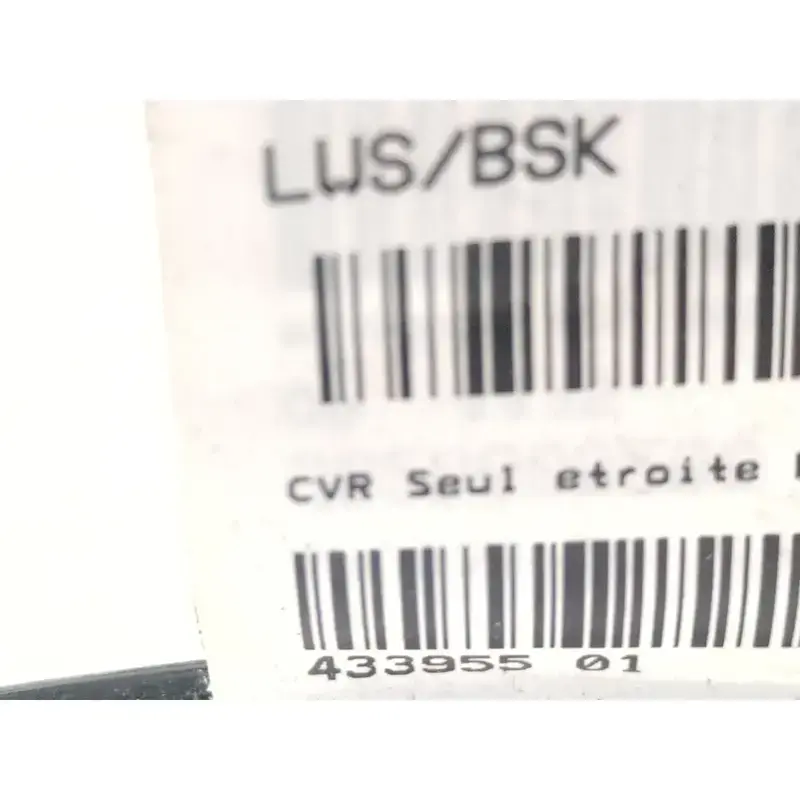 LWS/BSK
CVR Seul etroite
433955 01